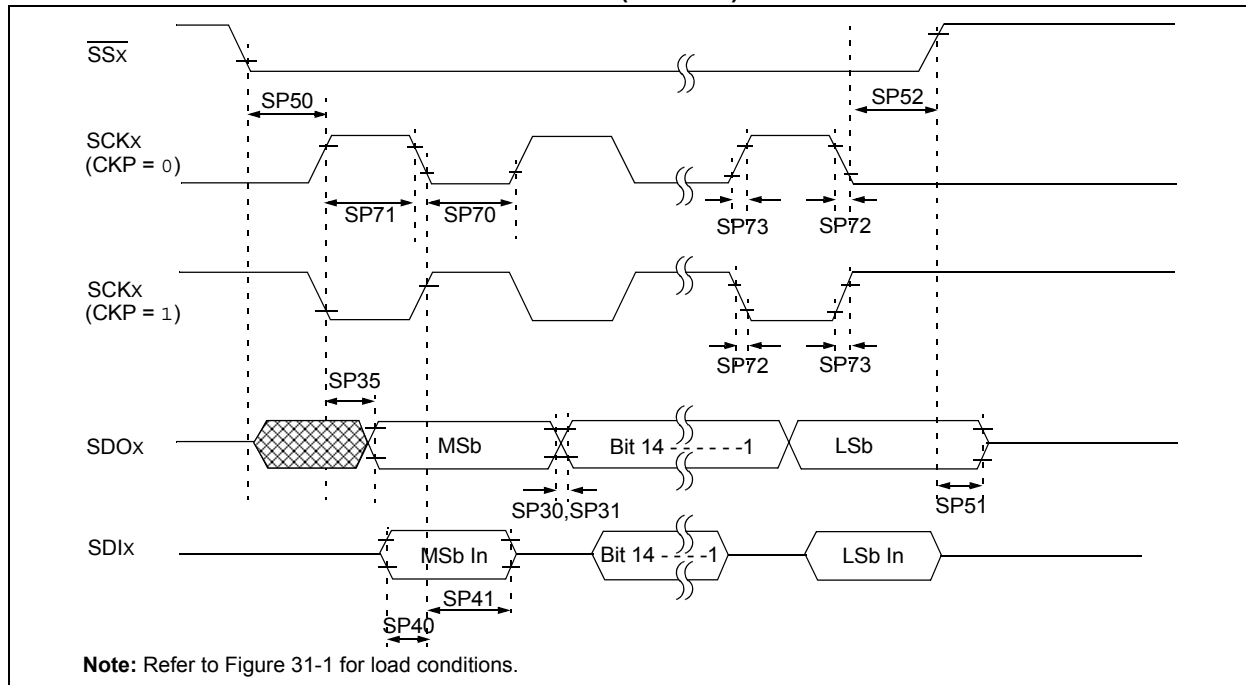 SSx
SP50
SP52
SCKx
(CKP = 0)
SP71
SP70
SP73
SP72
SCKx
(CKP = 1)
SP72
SP73
SP35
SDOx
MSb
Bit 14 - - - - - -1
LSb
SP30,SP31
SP51
SDIx
MSb In
Bit 14 - - - -1
LSb In
SP41
SP40
Note: Refer to Figure 31-1 for load conditions.